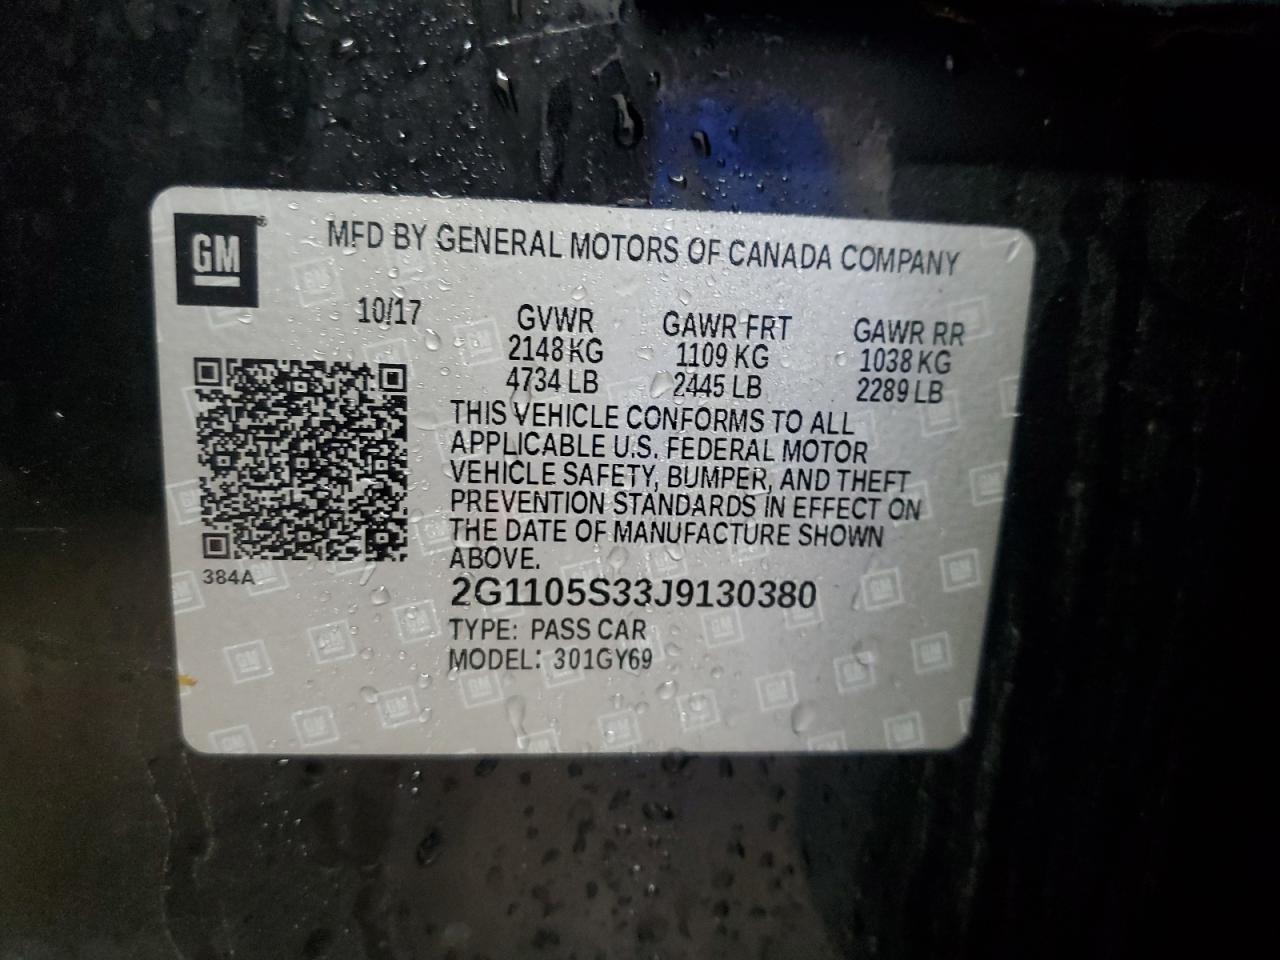 GM®
MFD BY GENERAL MOTORS OF CANADA COMPANY
10/17
GVWR
2148 KG
4734 LB
GAWR FRT
1109 KG
2445 LB
GAWR RR
1038 KG
2289 LB
THIS VEHICLE CONFORMS TO ALL
APPLICABLE U.S. FEDERAL MOTOR
VEHICLE SAFETY, BUMPER, AND THEFT
PREVENTION STANDARDS IN EFFECT ON
THE DATE OF MANUFACTURE SHOWN
ABOVE.
384A
2G1105S33J9130380
TYPE: PASS CAR
MODEL: 301GY69